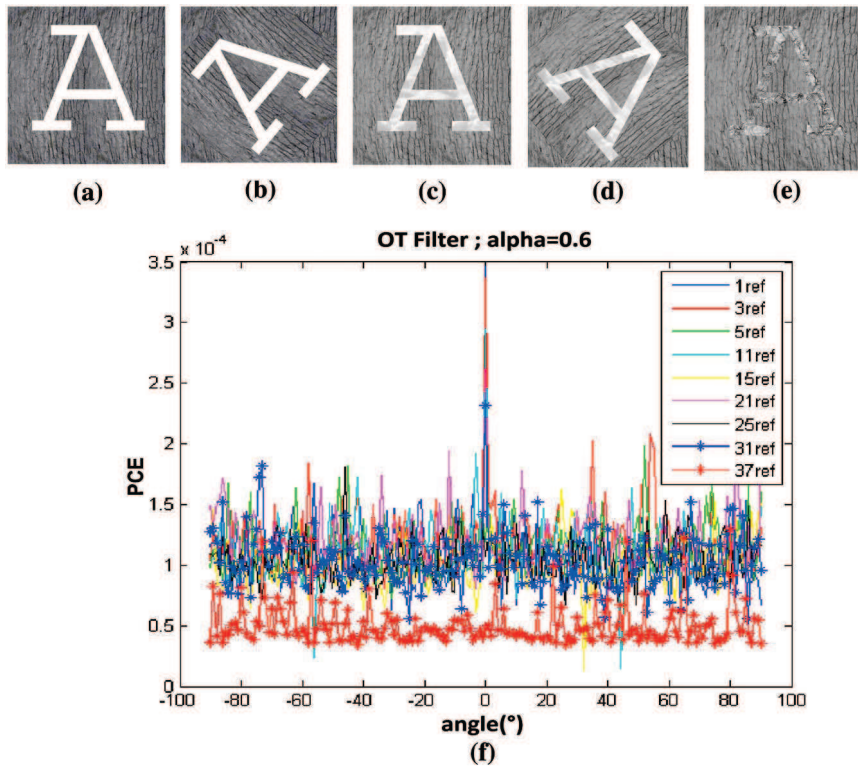 A A A A A
(a) (b) (c) (d) (e)
OT Filter ; alpha=0.6
x 10⁻⁴
3.5
3
2.5
2
1.5
1
0.5
0
PCE
1ref
3ref
5ref
11ref
15ref
21ref
25ref
31ref
37ref
-100 -80 -60 -40 -20 0 20 40 60 80 100
angle(°)
(f)